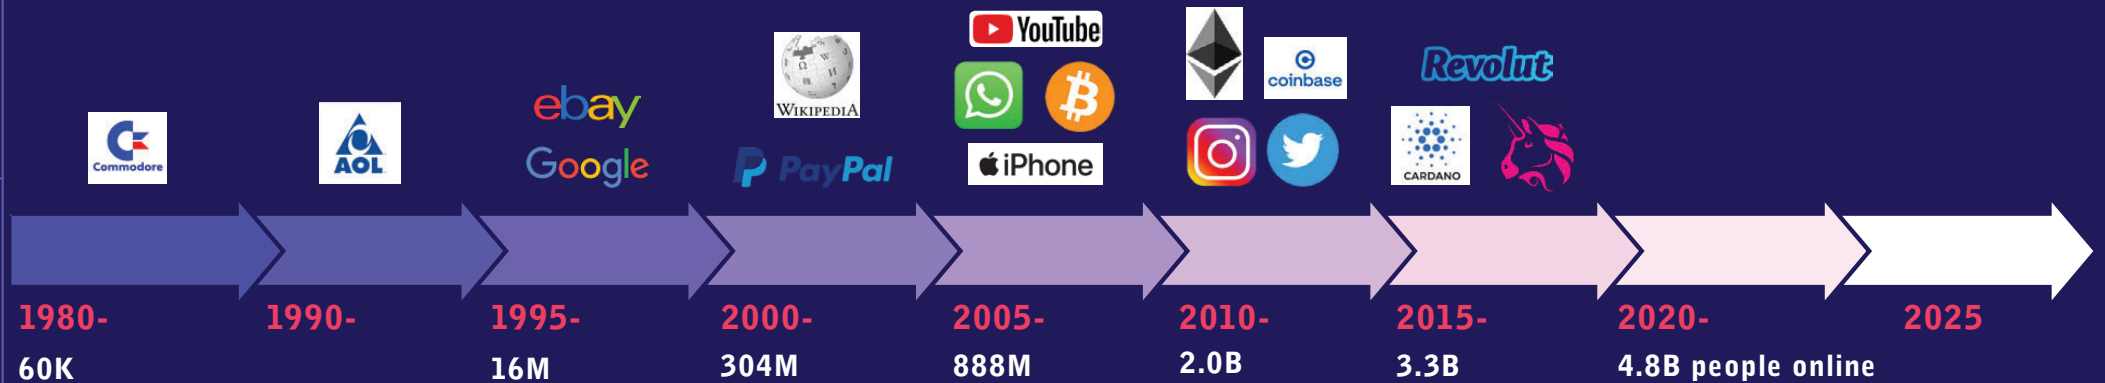 Commodore
AOL
ebay
Google
WIKIPEDIA
PayPal
YouTube
iPhone
coinbase
Revolut
CARDANO
1980- 1990- 1995- 2000- 2005- 2010- 2015- 2020- 2025
60K 16M 304M 888M 2.0B 3.3B 4.8B people online